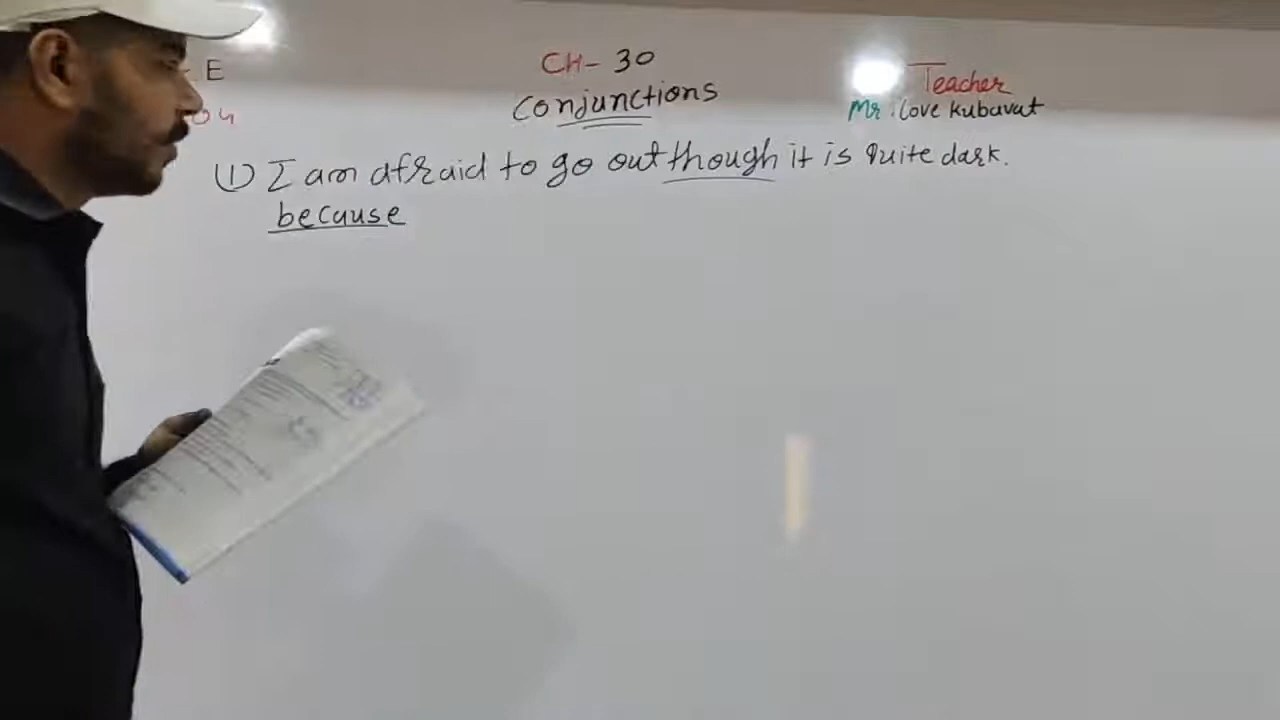 E
04
CH- 30
Conjunctions
Teacher
Mr. Love Kubavat
(1) I am afraid to go out though it is quite dark.
because